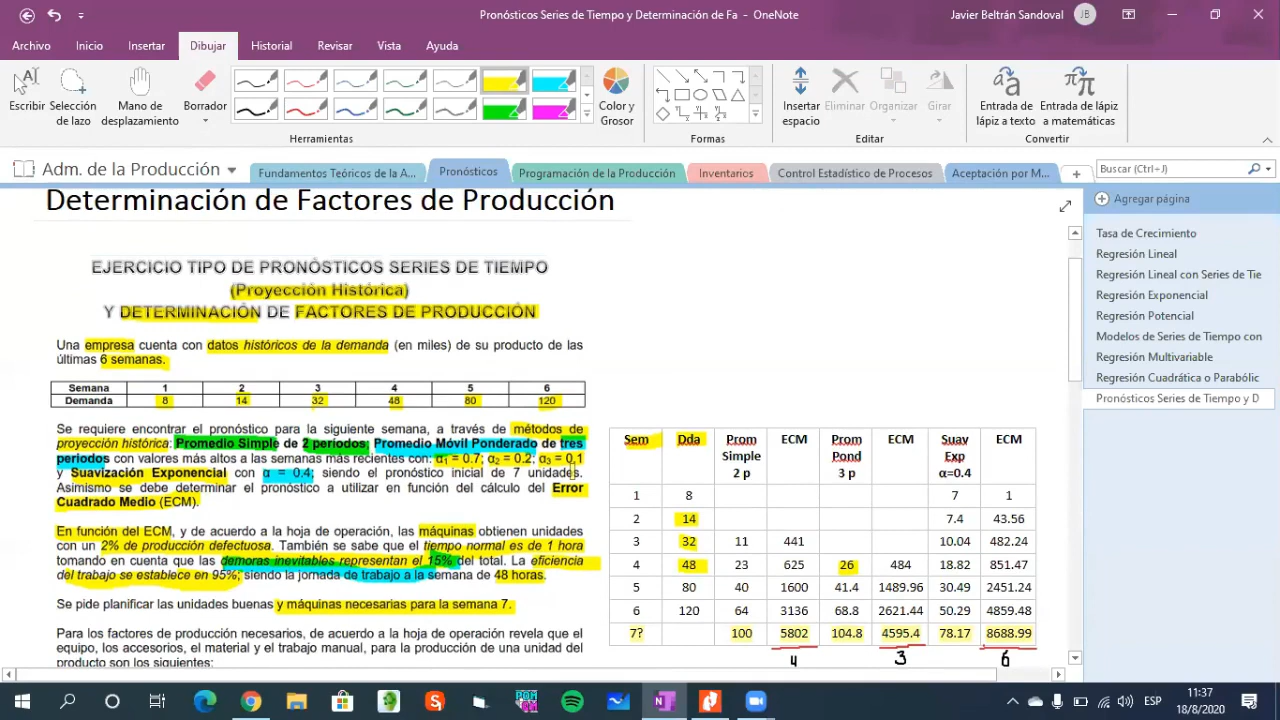 Pronósticos Series de Tiempo y Determinación de Fa - OneNote
Javier Beltrán Sandoval JB
Archivo Inicio Insertar Dibujar Historial Revisar Vista Ayuda
Escribir Selección de lazo Mano de desplazamiento Borrador Color y Grosor Insertar espacio Eliminar Organizar Girar Entrada de lápiz a texto Entrada de lápiz a matemáticas
Herramientas Formas Editar Convertir
Adm. de la Producción Fundamentos Teóricos de la A... Pronósticos Programación de la Producción Inventarios Control Estadístico de Procesos Aceptación por M... Buscar (Ctrl+J)
Determinación de Factores de Producción
EJERCICIO TIPO DE PRONÓSTICOS SERIES DE TIEMPO
(Proyección Histórica)
Y DETERMINACIÓN DE FACTORES DE PRODUCCIÓN
Una empresa cuenta con datos históricos de la demanda (en miles) de su producto de las
últimas 6 semanas.
Semana 1 2 3 4 5 6
Demanda 8 14 32 48 80 120
Se requiere encontrar el pronóstico para la siguiente semana, a través de métodos de
proyección histórica: Promedio Simple de 2 períodos; Promedio Móvil Ponderado de tres
períodos con valores más altos a las semanas más recientes con: α1 = 0.7; α2 = 0.2; α3 = 0.1
y Suavización Exponencial con α = 0.4; siendo el pronóstico inicial de 7 unidades.
Asimismo se debe determinar el pronóstico a utilizar en función del cálculo del Error
Cuadrado Medio (ECM).
En función del ECM, y de acuerdo a la hoja de operación, las máquinas obtienen unidades
con un 2% de producción defectuosa. También se sabe que el tiempo normal es de 1 hora
tomando en cuenta que las demoras inevitables representan el 15% del total. La eficiencia
del trabajo se establece en 95%; siendo la jornada de trabajo a la semana de 48 horas.
Se pide planificar las unidades buenas y máquinas necesarias para la semana 7.
Para los factores de producción necesarios, de acuerdo a la hoja de operación revela que el
equipo, los accesorios, el material y el trabajo manual, para la producción de una unidad del
producto son los siguientes:
Sem Dda Prom Simple 2 p ECM Prom Pond 3 p ECM Suav Exp α=0.4 ECM
1 8 7 1
2 14 7.4 43.56
3 32 11 441 10.04 482.24
4 48 23 625 26 484 18.82 851.47
5 80 40 1600 41.4 1489.96 30.49 2451.24
6 120 64 3136 68.8 2621.44 50.29 4859.48
7? 100 5802 104.8 4595.4 78.17 8688.99
4 3 6
Agregar página
Tasa de Crecimiento
Regresión Lineal
Regresión Lineal con Series de Tie
Regresión Exponencial
Regresión Potencial
Modelos de Series de Tiempo con
Regresión Multivariable
Regresión Cuadrática o Parabólic
Pronósticos Series de Tiempo y D
ESP
11:37
18/8/2020